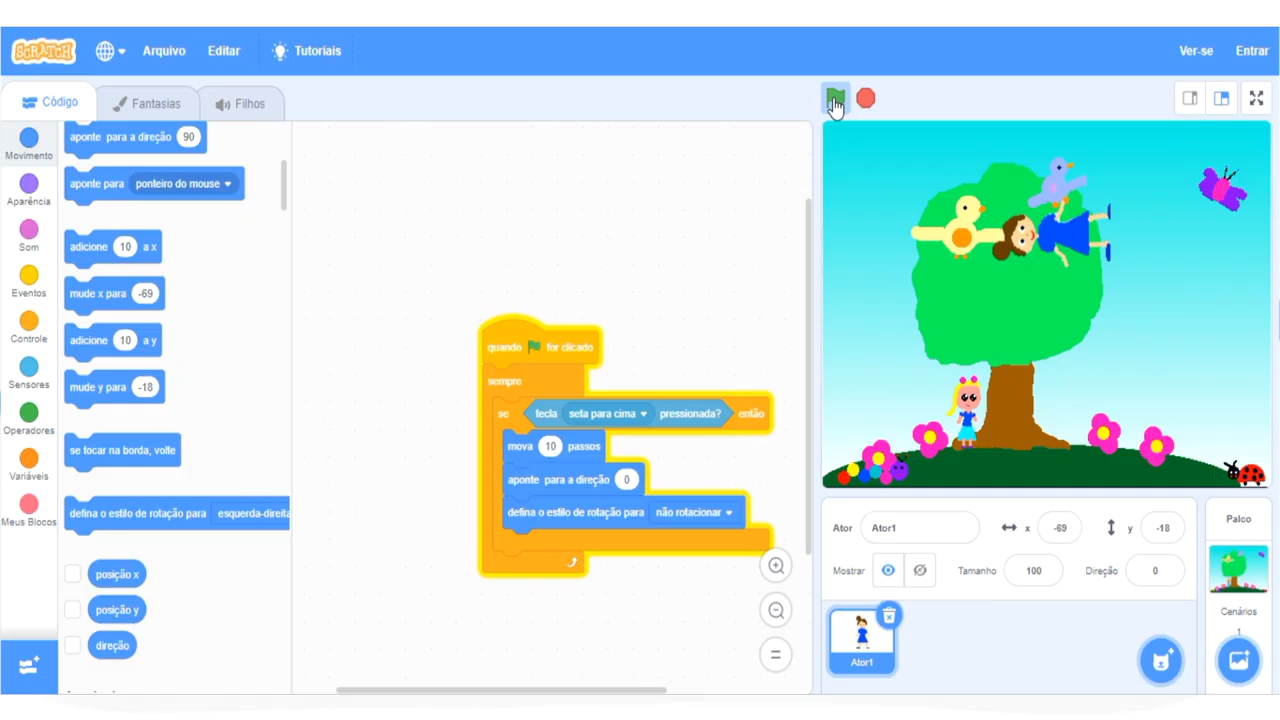 SCRATCH
Arquivo
Editar
Tutoriais
Ver-se
Entrar
Código
Fantasias
Filhos
Movimento
Aparência
Som
Eventos
Controle
Sensores
Operadores
Variáveis
Meus Blocos
aponte para a direção 90
aponte para ponteiro do mouse
adicione 10 a x
mude x para -69
adicione 10 a y
mude y para -18
se tocar na borda, volte
defina o estilo de rotação para esquerda-direita
posição x
posição y
direção
quando for clicado
sempre
se tecla seta para cima pressionada? então
mova 10 passos
aponte para a direção 0
defina o estilo de rotação para não rotacionar
Ator Ator1 x -69 y -18
Mostrar Tamanho 100 Direção 0
Ator1
Palco
Cenários
1